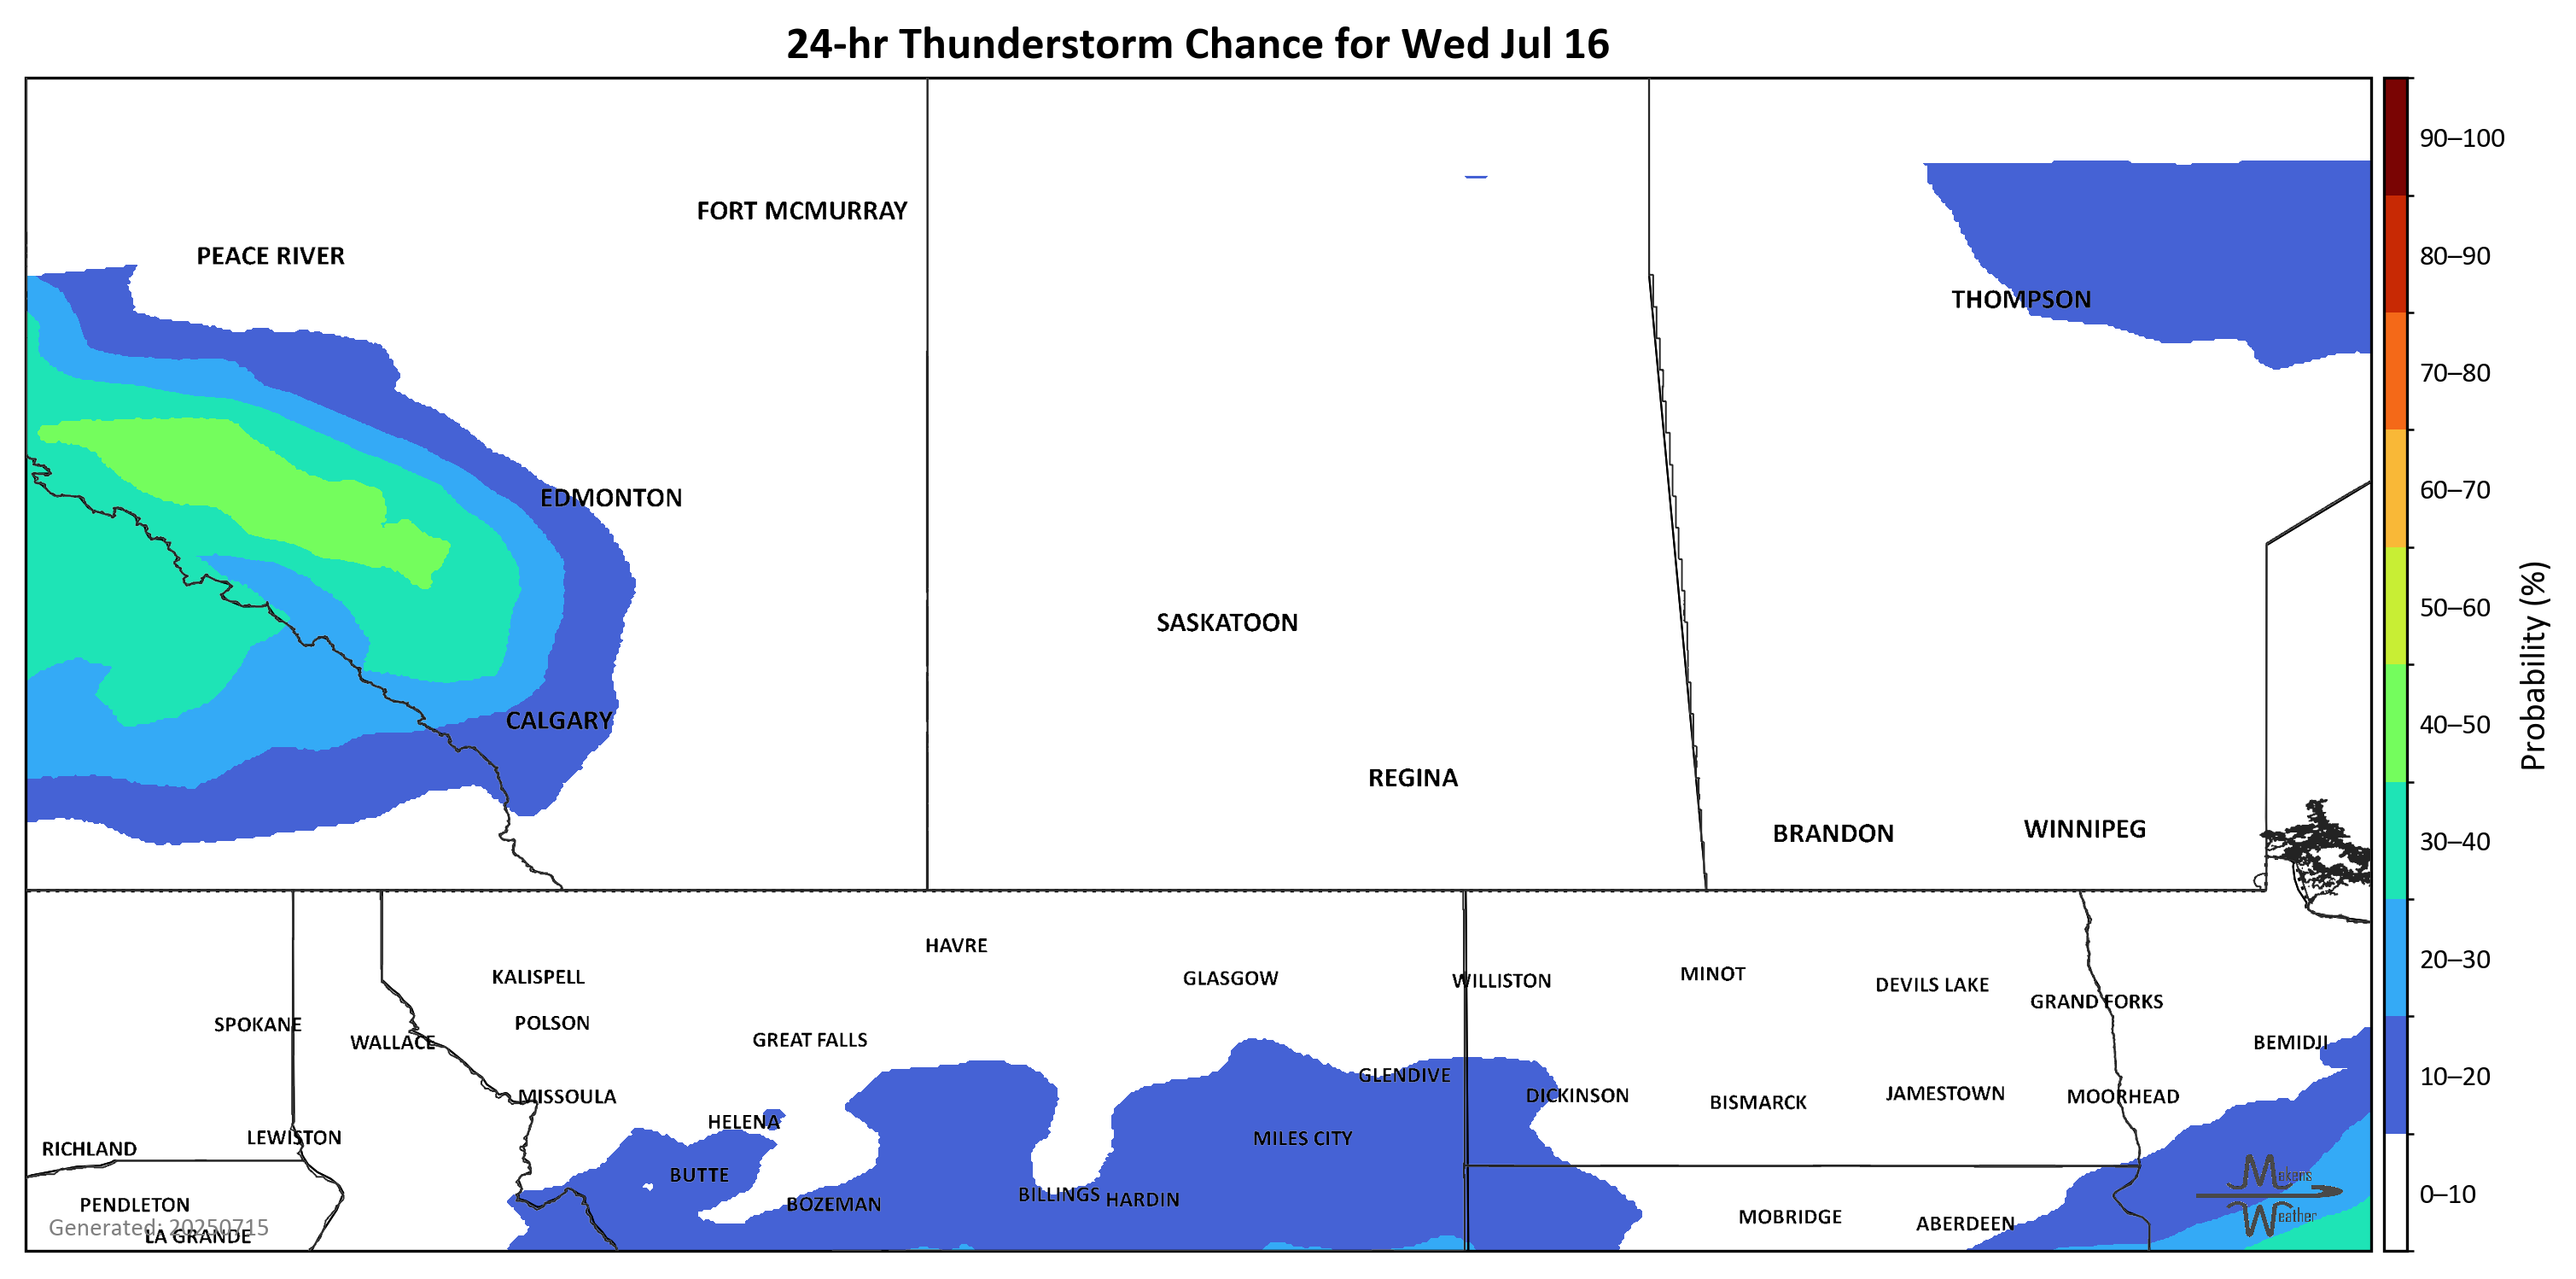 24-hr Thunderstorm Chance for Wed Jul 16
90–100
FORT MCMURRAY
PEACE RIVER
80–90
THOMPSON
70–80
60–70
EDMONTON
50–60
SASKATOON
Probability (%)
CALGARY
40–50
REGINA
BRANDON
WINNIPEG
30–40
HAVRE
KALISPELL
GLASGOW
WILLISTON
MINOT
DEVILS LAKE
20–30
GRAND FORKS
SPOKANE
POLSON
WALLACE
GREAT FALLS
BEMIDJI
GLENDIVE
10–20
MISSOULA
DICKINSON
BISMARCK
JAMESTOWN
MOORHEAD
HELENA
LEWISTON
MILES CITY
RICHLAND
BUTTE
Makens
BILLINGS
HARDIN
0–10
PENDLETON
BOZEMAN
MOBRIDGE
ABERDEEN
Weather
Generated: 20250715
LA GRANDE